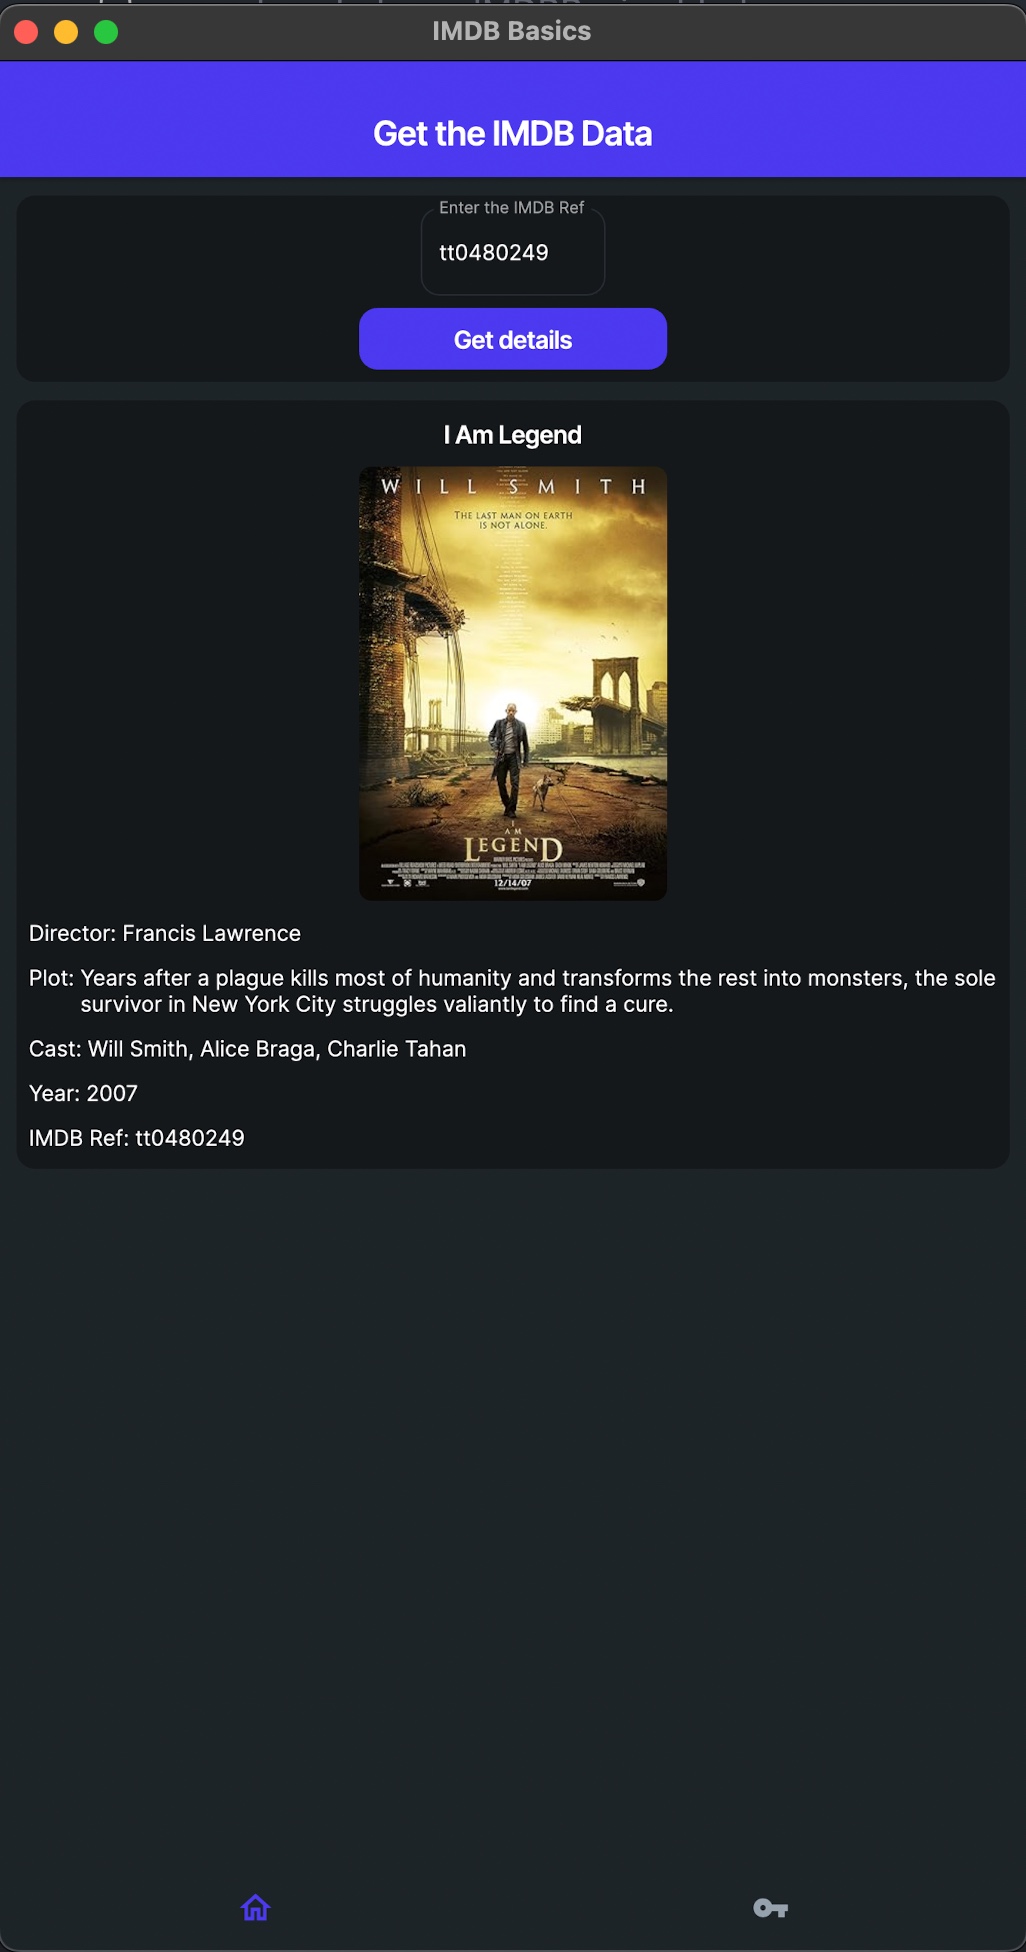 IMDB Basics
Get the IMDB Data
Enter the IMDB Ref
tt0480249
Get details
I Am Legend
WILL SMITH
THE LAST MAN ON EARTH
IS NOT ALONE.
I
AM
LEGEND
12/14/07
Director: Francis Lawrence
Plot: Years after a plague kills most of humanity and transforms the rest into monsters, the sole
survivor in New York City struggles valiantly to find a cure.
Cast: Will Smith, Alice Braga, Charlie Tahan
Year: 2007
IMDB Ref: tt0480249